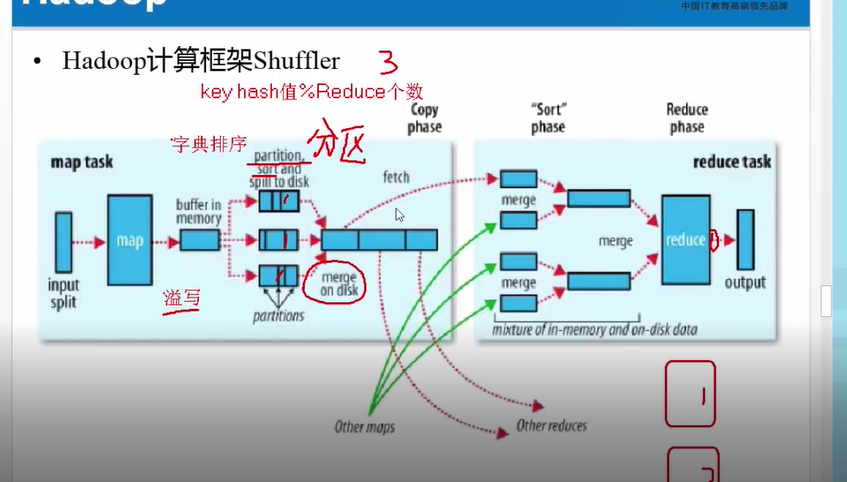 Hadoop
中国IT教育高端领先品牌
• Hadoop计算框架Shuffler 3
key hash值%Reduce个数
Copy phase
"Sort" phase
Reduce phase
字典排序
分区
map task
partition,
sort and
spill to disk
fetch
reduce task
buffer in
memory
merge
map
merge
reduce
input
split
溢写
merge
on disk
merge
output
partitions
mixture of in-memory and on-disk data
1
Other maps
Other reduces